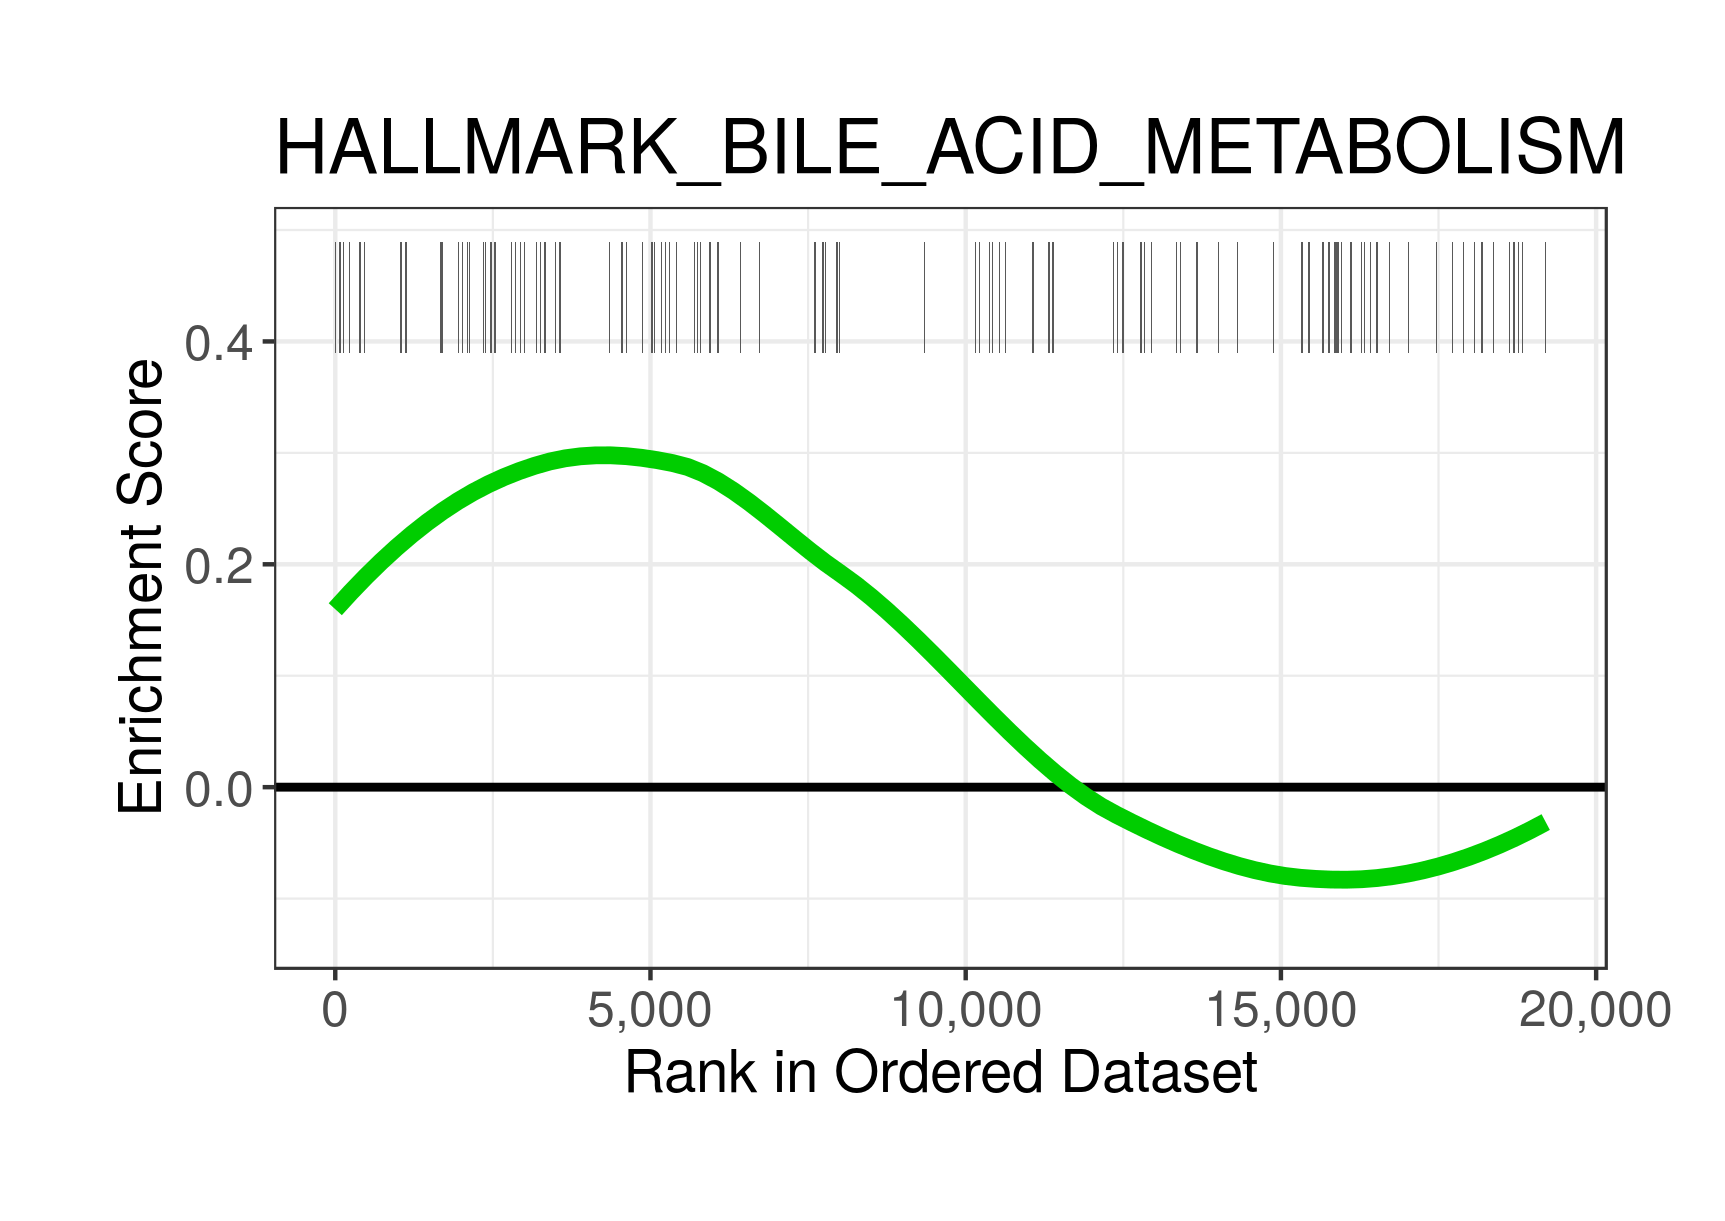 HALLMARK_BILE_ACID_METABOLISM
Enrichment Score
0.4
0.2
0.0
0 5,000 10,000 15,000 20,000
Rank in Ordered Dataset